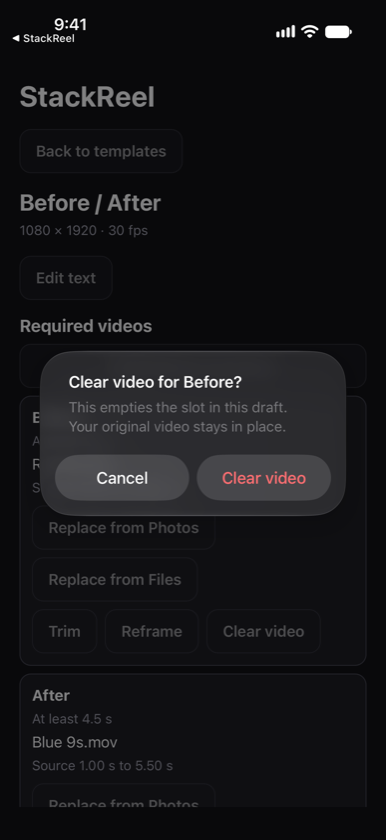 9:41
◀ StackReel
StackReel
Back to templates
Before / After
1080 × 1920 · 30 fps
Edit text
Required videos
Clear video for Before?
This empties the slot in this draft.
Your original video stays in place.
Cancel
Clear video
Replace from Photos
Replace from Files
Trim
Reframe
Clear video
After
At least 4.5 s
Blue 9s.mov
Source 1.00 s to 5.50 s
Replace from Photos